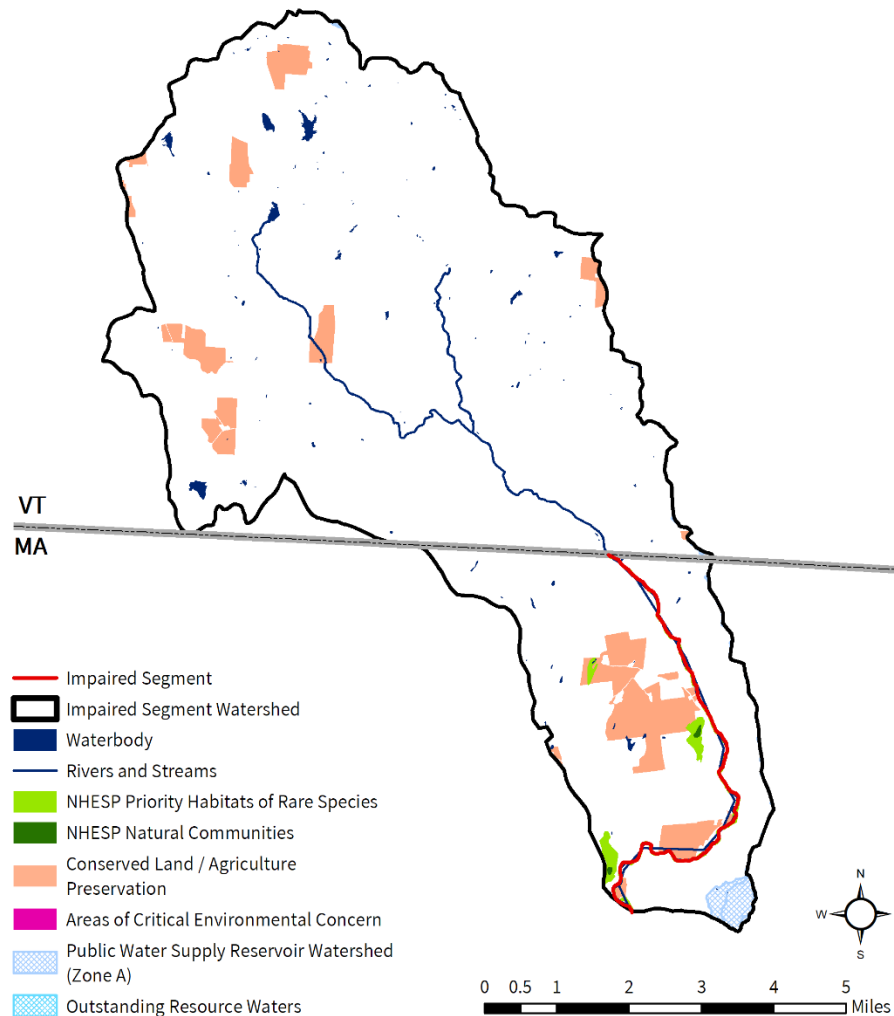 VT
MA
Impaired Segment
Impaired Segment Watershed
Waterbody
Rivers and Streams
NHESP Priority Habitats of Rare Species
NHESP Natural Communities
Conserved Land / Agriculture
Preservation
Areas of Critical Environmental Concern
Public Water Supply Reservoir Watershed
(Zone A)
Outstanding Resource Waters
N
W E
S
0 0.5 1 2 3 4 5
Miles